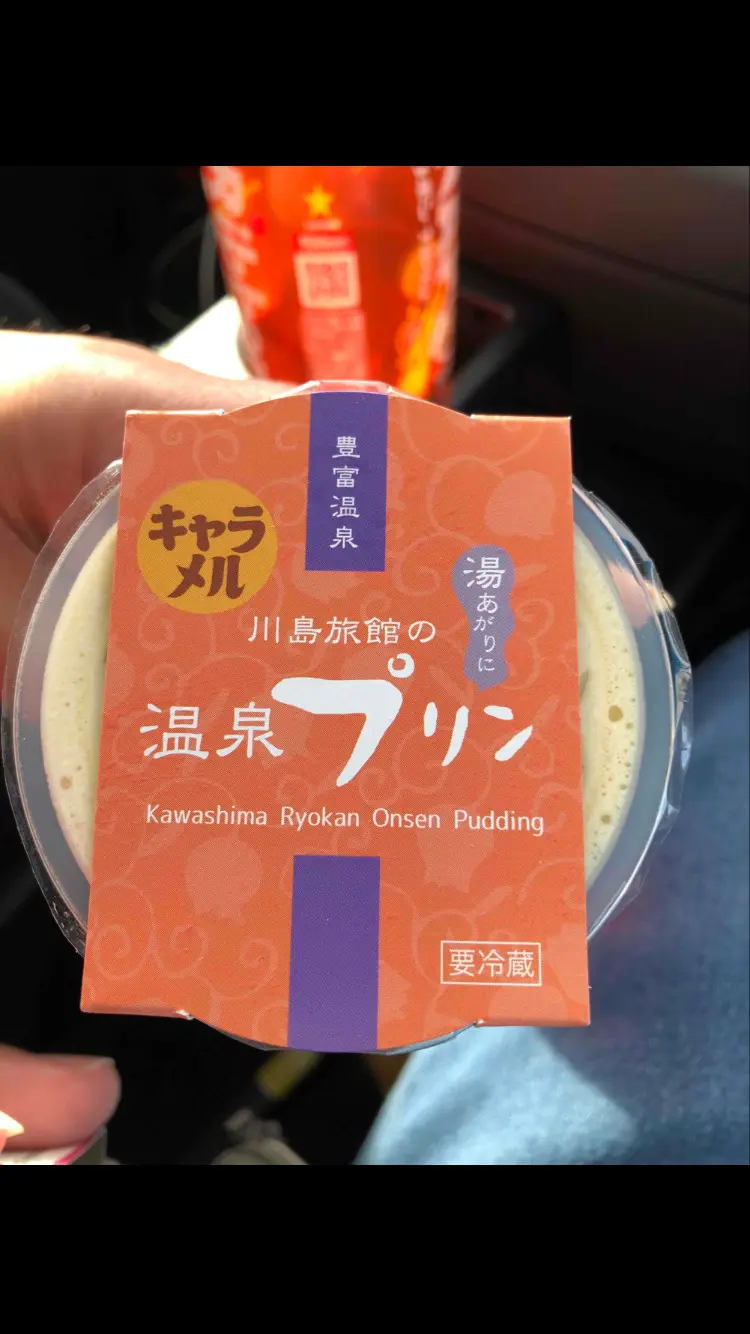 豊富温泉
キャラ
メル
湯あがりに
川島旅館の
温泉プリン
Kawashima Ryokan Onsen Pudding
要冷蔵